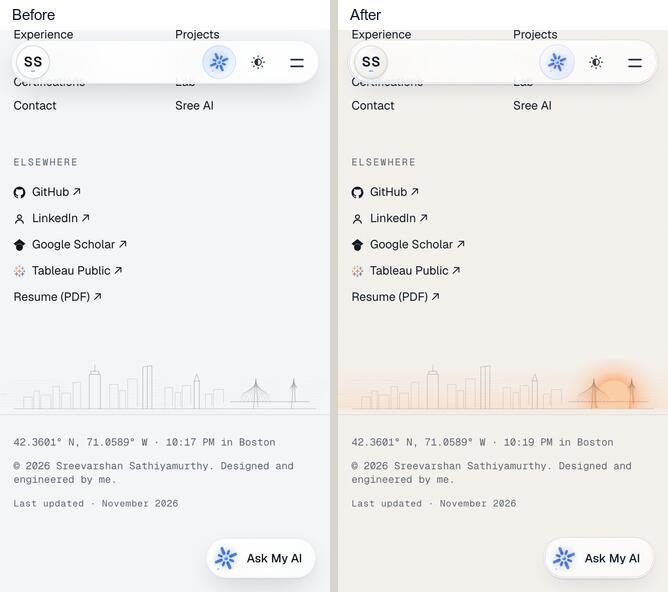 Before
Experience
Projects
SS
Certifications
Lab
Contact
Sree AI
ELSEWHERE
GitHub ↗
LinkedIn ↗
Google Scholar ↗
Tableau Public ↗
Resume (PDF) ↗
42.3601° N, 71.0589° W · 10:17 PM in Boston
© 2026 Sreevarshan Sathiyamurthy. Designed and
engineered by me.
Last updated · November 2026
Ask My AI
After
Experience
Projects
SS
Certifications
Lab
Contact
Sree AI
ELSEWHERE
GitHub ↗
LinkedIn ↗
Google Scholar ↗
Tableau Public ↗
Resume (PDF) ↗
42.3601° N, 71.0589° W · 10:19 PM in Boston
© 2026 Sreevarshan Sathiyamurthy. Designed and
engineered by me.
Last updated · November 2026
Ask My AI